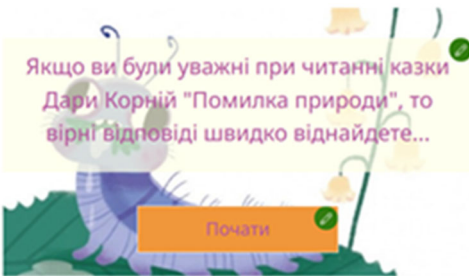 Якщо ви були уважні при читанні казки
Дари Корній "Помилка природи", то
вірні відповіді швидко віднайдете...
Почати